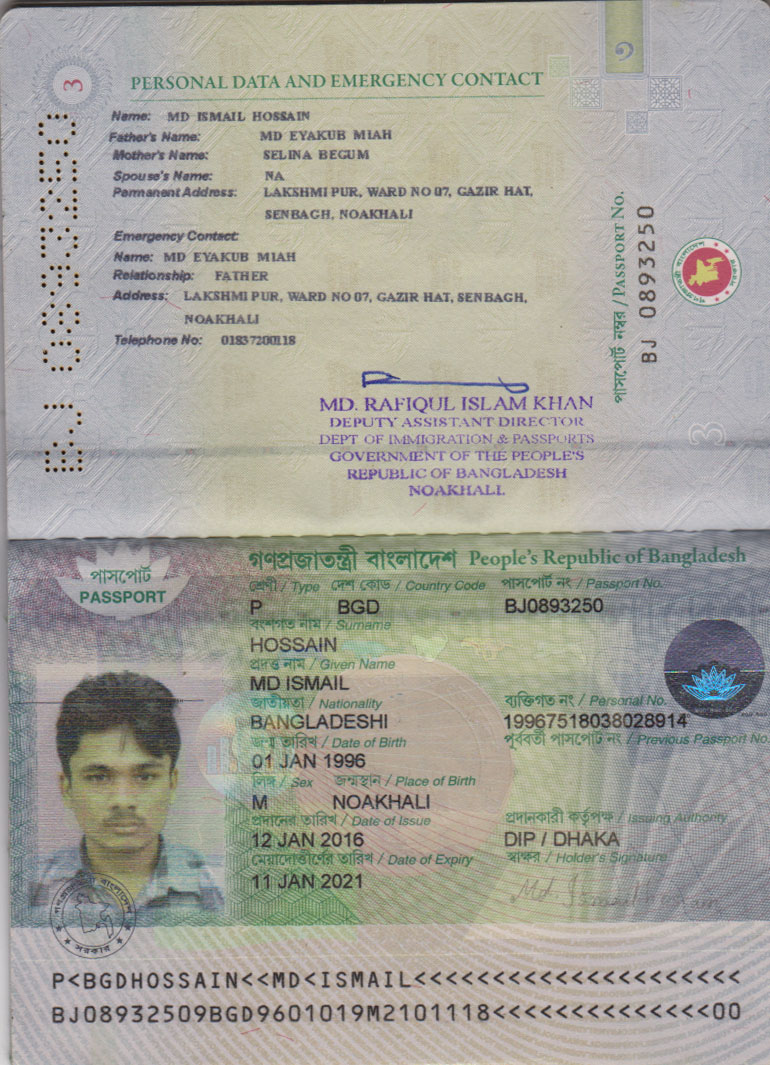 3
PERSONAL DATA AND EMERGENCY CONTACT
১
Name: MD ISMAIL HOSSAIN
Father's Name: MD EYAKUB MIAH
Mother's Name: SELINA BEGUM
Spouse's Name: NA
Permanent Address: LAKSHMIPUR, WARD NO 07, GAZIR HAT,
SENBAGH, NOAKHALI
Emergency Contact:
Name: MD EYAKUB MIAH
Relationship: FATHER
Address: LAKSHMIPUR, WARD NO 07, GAZIR HAT, SENBAGH,
NOAKHALI
Telephone No: 01837200118
BJ 0893250
পাসপোর্ট নম্বর / PASSPORT NO.
BJ 0893250
MD. RAFIQUL ISLAM KHAN
DEPUTY ASSISTANT DIRECTOR
DEPT OF IMMIGRATION & PASSPORTS
GOVERNMENT OF THE PEOPLE'S
REPUBLIC OF BANGLADESH
NOAKHALI.
3
গণপ্রজাতন্ত্রী বাংলাদেশ People's Republic of Bangladesh
পাসপোর্ট
PASSPORT
শ্রেণী / Type দেশ কোড / Country Code পাসপোর্ট নং / Passport No.
P BGD BJ0893250
বংশগত নাম / Surname
HOSSAIN
প্রদত্ত নাম / Given Name
MD ISMAIL
জাতীয়তা / Nationality ব্যক্তিগত নং / Personal No.
BANGLADESHI 19967518038028914
জন্ম তারিখ / Date of Birth পূর্ববর্তী পাসপোর্ট নং / Previous Passport No.
01 JAN 1996
লিঙ্গ / Sex জন্মস্থান / Place of Birth
M NOAKHALI
প্রদানের তারিখ / Date of Issue প্রদানকারী কর্তৃপক্ষ / Issuing Authority
12 JAN 2016 DIP / DHAKA
মেয়াদোত্তীর্ণের তারিখ / Date of Expiry স্বাক্ষর / Holder's Signature
11 JAN 2021 Md. Ismail hossain
গণপ্রজাতন্ত্রী বাংলাদেশ
সরকার
P<BGDHOSSAIN<<MD<ISMAIL<<<<<<<<<<<<<<<<<<<<<
BJ08932509BGD9601019M2101118<<<<<<<<<<<<<<00